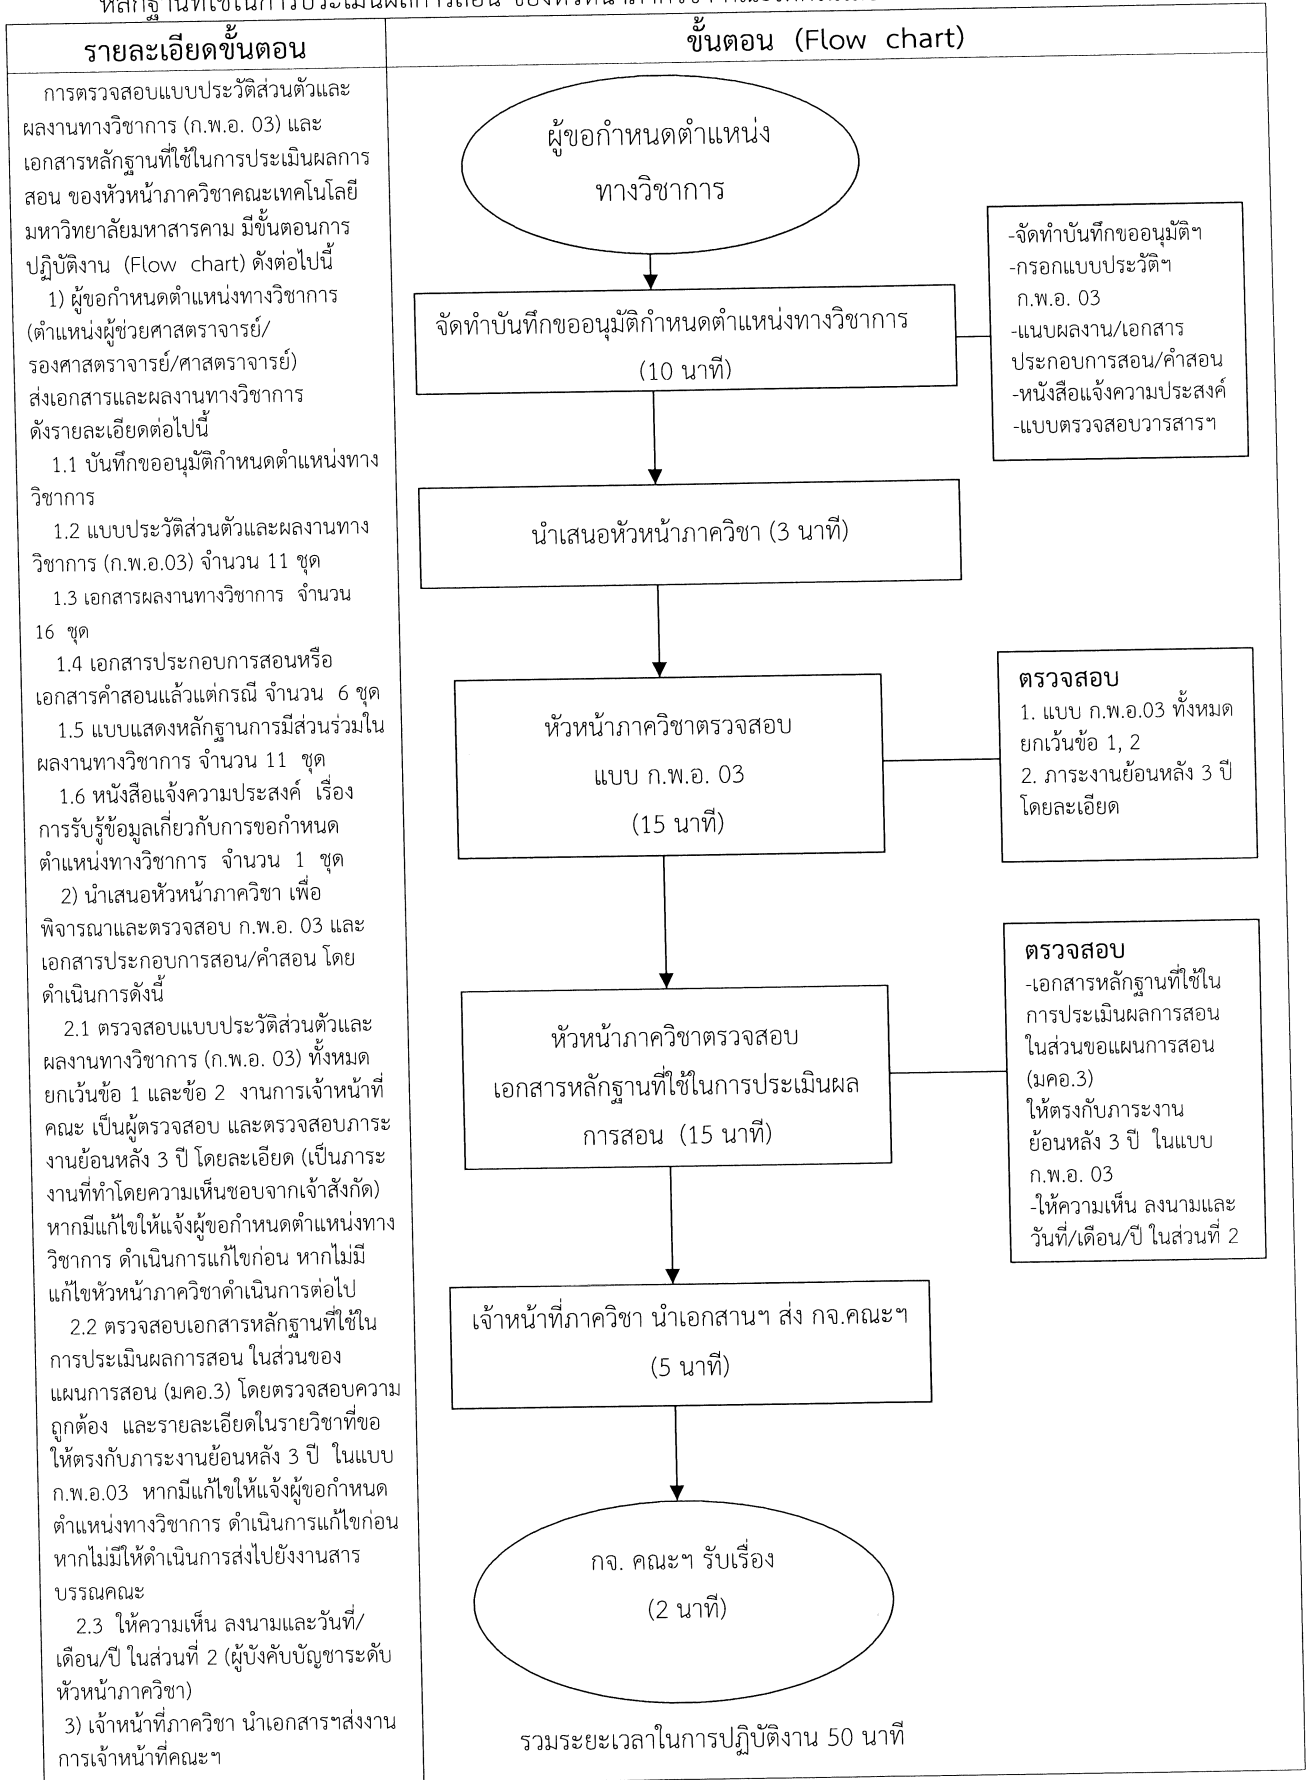 หลักฐานที่ใช้ในการประเมินผลการสอน ของหัวหน้าภาควิชา
รายละเอียดขั้นตอน
การตรวจสอบแบบประวัติส่วนตัวและ
ผลงานทางวิชาการ (ก.พ.อ. 03) และ
เอกสารหลักฐานที่ใช้ในการประเมินผลการ
สอน ของหัวหน้าภาควิชาคณะเทคโนโลยี
มหาวิทยาลัยมหาสารคาม มีขั้นตอนการ
ปฏิบัติงาน (Flow chart) ดังต่อไปนี้
1) ผู้ขอกำหนดตำแหน่งทางวิชาการ
(ตำแหน่งผู้ช่วยศาสตราจารย์/
รองศาสตราจารย์/ศาสตราจารย์)
ส่งเอกสารและผลงานทางวิชาการ
ดังรายละเอียดต่อไปนี้
1.1 บันทึกขออนุมัติกำหนดตำแหน่งทาง
วิชาการ
1.2 แบบประวัติส่วนตัวและผลงานทาง
วิชาการ (ก.พ.อ.03) จำนวน 11 ชุด
1.3 เอกสารผลงานทางวิชาการ จำนวน
16 ชุด
1.4 เอกสารประกอบการสอนหรือ
เอกสารคำสอนแล้วแต่กรณี จำนวน 6 ชุด
1.5 แบบแสดงหลักฐานการมีส่วนร่วมใน
ผลงานทางวิชาการ จำนวน 11 ชุด
1.6 หนังสือแจ้งความประสงค์ เรื่อง
การรับรู้ข้อมูลเกี่ยวกับการขอกำหนด
ตำแหน่งทางวิชาการ จำนวน 1 ชุด
2) นำเสนอหัวหน้าภาควิชา เพื่อ
พิจารณาและตรวจสอบ ก.พ.อ. 03 และ
เอกสารประกอบการสอน/คำสอน โดย
ดำเนินการดังนี้
2.1 ตรวจสอบแบบประวัติส่วนตัวและ
ผลงานทางวิชาการ (ก.พ.อ. 03) ทั้งหมด
ยกเว้นข้อ 1 และข้อ 2 งานการเจ้าหน้าที่
คณะ เป็นผู้ตรวจสอบ และตรวจสอบภาระ
งานย้อนหลัง 3 ปี โดยละเอียด (เป็นภาระ
งานที่ทำโดยความเห็นชอบจากเจ้าสังกัด)
หากมีแก้ไขให้แจ้งผู้ขอกำหนดตำแหน่งทาง
วิชาการ ดำเนินการแก้ไขก่อน หากไม่มี
แก้ไขหัวหน้าภาควิชาดำเนินการต่อไป
2.2 ตรวจสอบเอกสารหลักฐานที่ใช้ใน
การประเมินผลการสอน ในส่วนของ
แผนการสอน (มคอ.3) โดยตรวจสอบความ
ถูกต้อง และรายละเอียดในรายวิชาที่ขอ
ให้ตรงกับภาระงานย้อนหลัง 3 ปี ในแบบ
ก.พ.อ.03 หากมีแก้ไขให้แจ้งผู้ขอกำหนด
ตำแหน่งทางวิชาการ ดำเนินการแก้ไขก่อน
หากไม่มีให้ดำเนินการส่งไปยังงานสาร
บรรณคณะ
2.3 ให้ความเห็น ลงนามและวันที่/
เดือน/ปี ในส่วนที่ 2 (ผู้บังคับบัญชาระดับ
หัวหน้าภาควิชา)
3) เจ้าหน้าที่ภาควิชา นำเอกสารฯส่งงาน
การเจ้าหน้าที่คณะฯ
ขั้นตอน (Flow chart)
ผู้ขอกำหนดตำแหน่ง
ทางวิชาการ
จัดทำบันทึกขออนุมัติกำหนดตำแหน่งทางวิชาการ
(10 นาที)
-จัดทำบันทึกขออนุมัติฯ
-กรอกแบบประวัติฯ
ก.พ.อ. 03
-แนบผลงาน/เอกสาร
ประกอบการสอน/คำสอน
-หนังสือแจ้งความประสงค์
-แบบตรวจสอบวารสารฯ
นำเสนอหัวหน้าภาควิชา (3 นาที)
หัวหน้าภาควิชาตรวจสอบ
แบบ ก.พ.อ. 03
(15 นาที)
ตรวจสอบ
1. แบบ ก.พ.อ.03 ทั้งหมด
ยกเว้นข้อ 1, 2
2. ภาระงานย้อนหลัง 3 ปี
โดยละเอียด
หัวหน้าภาควิชาตรวจสอบ
เอกสารหลักฐานที่ใช้ในการประเมินผล
การสอน (15 นาที)
ตรวจสอบ
-เอกสารหลักฐานที่ใช้ใน
การประเมินผลการสอน
ในส่วนขอแผนการสอน
(มคอ.3)
ให้ตรงกับภาระงาน
ย้อนหลัง 3 ปี ในแบบ
ก.พ.อ. 03
-ให้ความเห็น ลงนามและ
วันที่/เดือน/ปี ในส่วนที่ 2
เจ้าหน้าที่ภาควิชา นำเอกสานฯ ส่ง กจ.คณะฯ
(5 นาที)
กจ. คณะฯ รับเรื่อง
(2 นาที)
รวมระยะเวลาในการปฏิบัติงาน 50 นาที